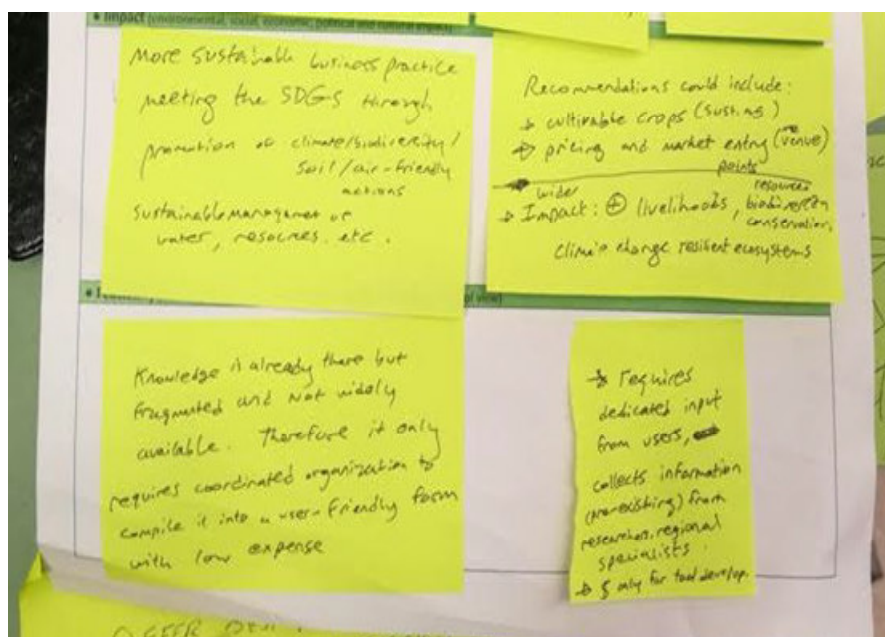 • Impact (environmental, social, economic, political and natural impact)
More sustainable business practice
meeting the SDGs through
promotion of climate/biodiversity/
soil/air-friendly
actions
Sustainable management of
water, resources. etc.
Recommendations could include:
→ cultivable crops
→ pricing and market entry (venue)
points
wider
→ Impact: ⊕ livelihoods, resources
biodiversity
conservation,
climate change resilient ecosystems
view)
Knowledge is already there but
fragmented and not widely
available. Therefore it only
requires coordinated organization to
compile it into a user-friendly form
with low expense
→ requires
dedicated input
from users,
collects information
(pre-existing) from
researchers, regional
specialists.
→ $ only for tool develop.